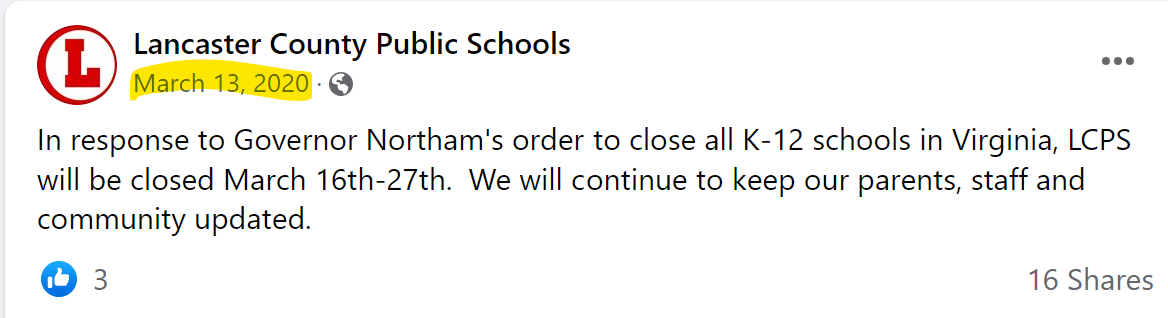 L
Lancaster County Public Schools
March 13, 2020 ·
In response to Governor Northam's order to close all K-12 schools in Virginia, LCPS
will be closed March 16th-27th.  We will continue to keep our parents, staff and
community updated.
3
16 Shares